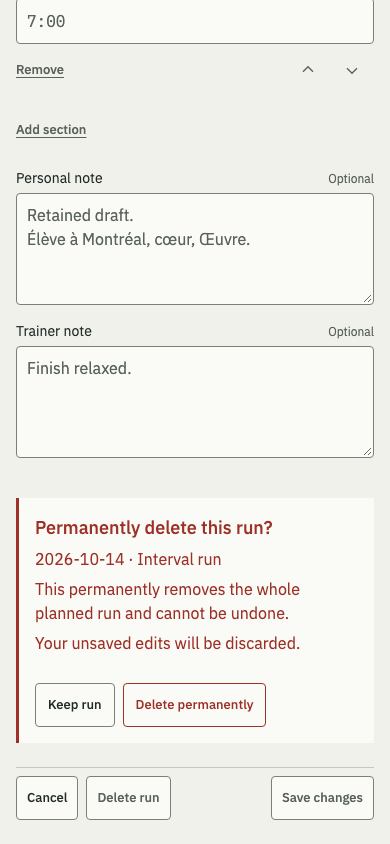 7:00
Remove
Add section
Personal note Optional
Retained draft.
Élève à Montréal, cœur, Œuvre.
Trainer note Optional
Finish relaxed.
Permanently delete this run?
2026-10-14 · Interval run
This permanently removes the whole
planned run and cannot be undone.
Your unsaved edits will be discarded.
Keep run Delete permanently
Cancel Delete run Save changes